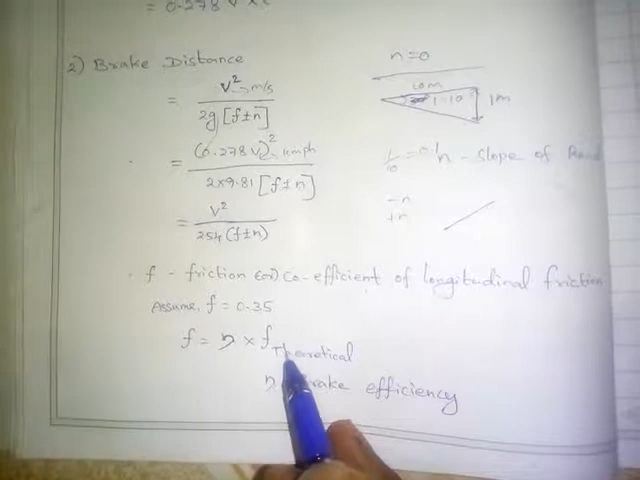 = 0.278 V × t
2) Brake Distance
= V² → m/s / 2g [f ± n]
= (0.278 V)² → kmph / 2×9.81 [f ± n]
= V² / 254 (f ± n)
n = 0
10m
1:10
1m
1/10 = n - slope of Road
-n
+n
f - friction (or) co-efficient of longitudinal friction
Assume, f = 0.35
f = η × f Theoretical
η Brake efficiency